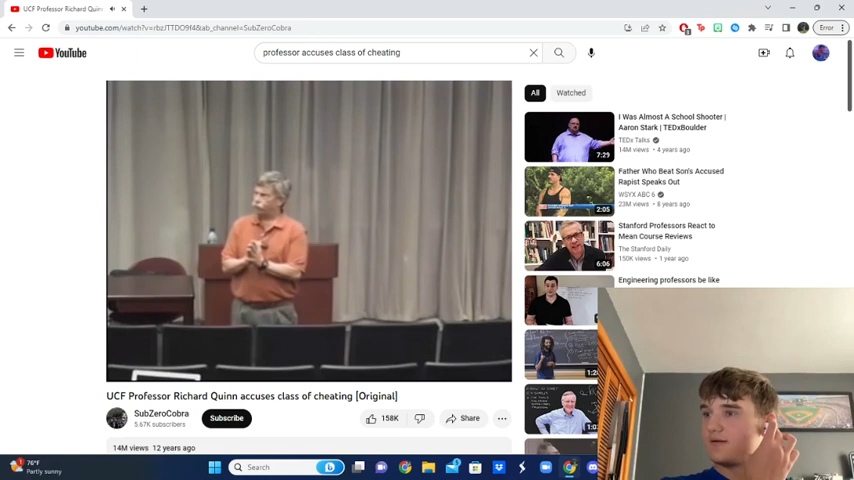 UCF Professor Richard Quinn
youtube.com/watch?v=rbzJTTDO9f4&ab_channel=SubZeroCobra
Error
YouTube
professor accuses class of cheating
All
Watched
I Was Almost A School Shooter |
Aaron Stark | TEDxBoulder
TED Talks
14M views • 4 years ago
7:29
Father Who Beat Son's Accused
Rapist Speaks Out
WSYX ABC 6
23M views • 8 years ago
2:05
Stanford Professors React to
Mean Course Reviews
The Stanford Daily
150K views • 1 year ago
6:06
Engineering professors be like
UCF Professor Richard Quinn accuses class of cheating [Original]
SubZeroCobra
5.67K subscribers
Subscribe
158K
Share
14M views 12 years ago
76°F
Partly sunny
Search